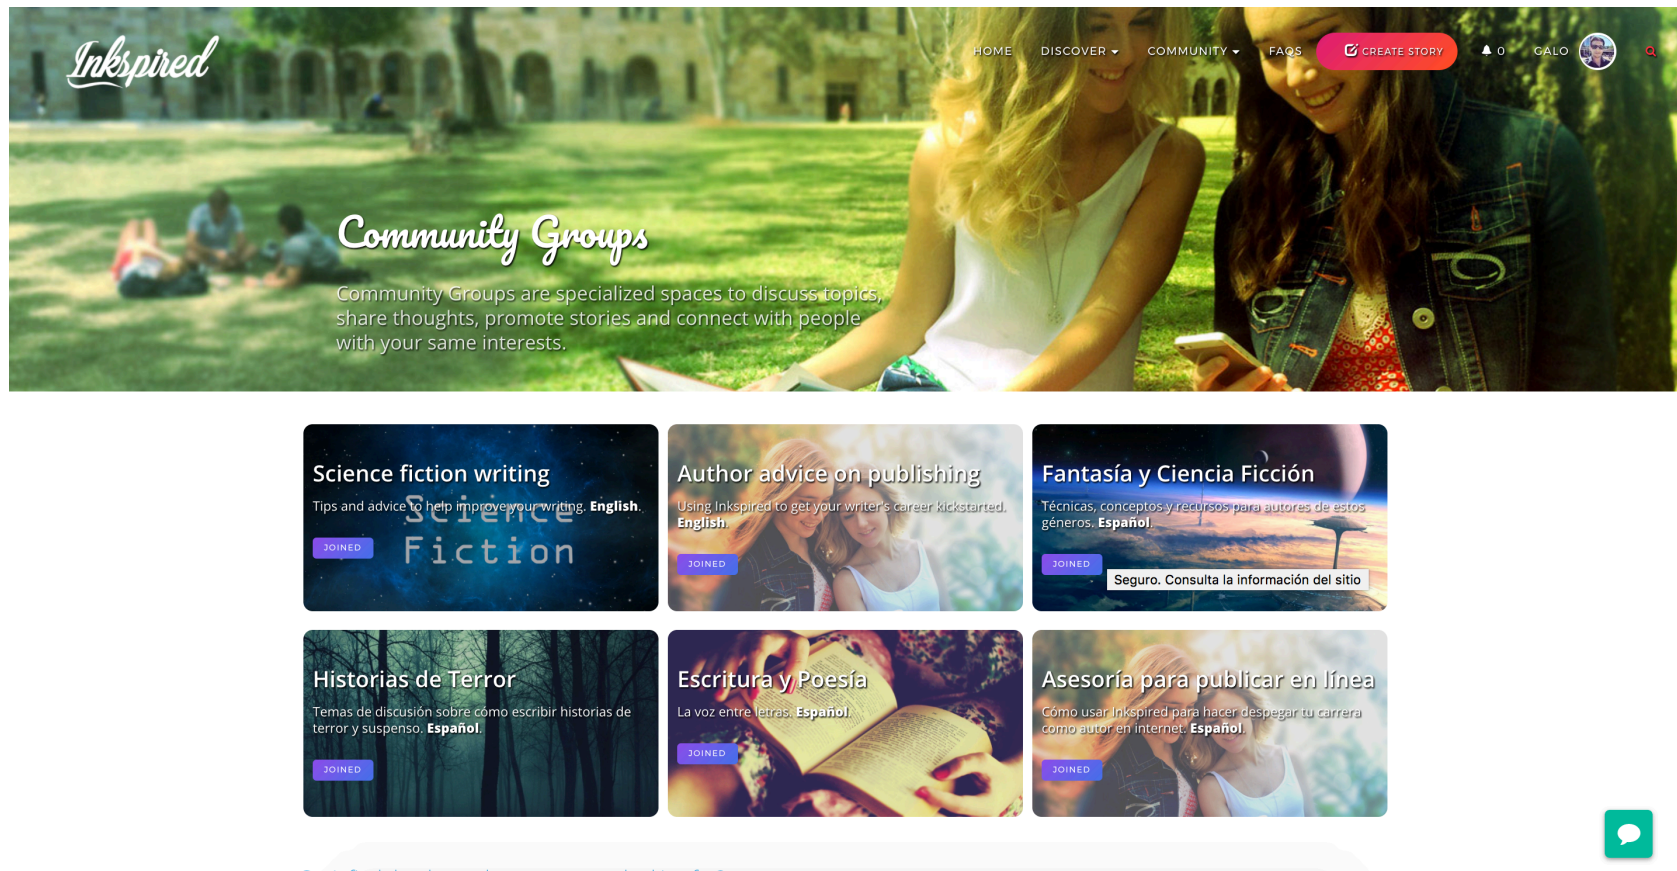 Inkspired
HOME DISCOVER COMMUNITY FAQS CREATE STORY 0 GALO
Community Groups
Community Groups are specialized spaces to discuss topics,
share thoughts, promote stories and connect with people
with your same interests.
Science fiction writing
Tips and advice to help improve your writing. English.
Science
Fiction
JOINED
Author advice on publishing
Using Inkspired to get your writer's career kickstarted.
English.
JOINED
Fantasía y Ciencia Ficción
Técnicas, conceptos y recursos para autores de estos
géneros. Español.
JOINED
Seguro. Consulta la información del sitio
Historias de Terror
Temas de discusión sobre cómo escribir historias de
terror y suspenso. Español.
JOINED
Escritura y Poesía
La voz entre letras. Español.
JOINED
Asesoría para publicar en línea
Cómo usar Inkspired para hacer despegar tu carrera
como autor en internet. Español.
JOINED